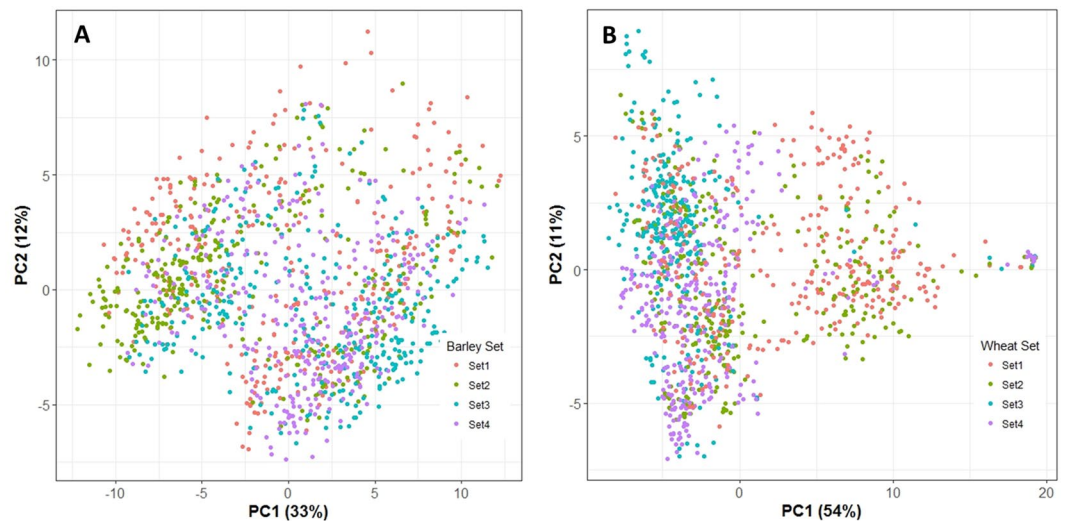 A
10
5
0
-5
PC2 (12%)
-10
-5
0
5
10
PC1 (33%)
Barley Set
Set1
Set2
Set3
Set4
B
5
0
-5
PC2 (11%)
0
10
20
PC1 (54%)
Wheat Set
Set1
Set2
Set3
Set4